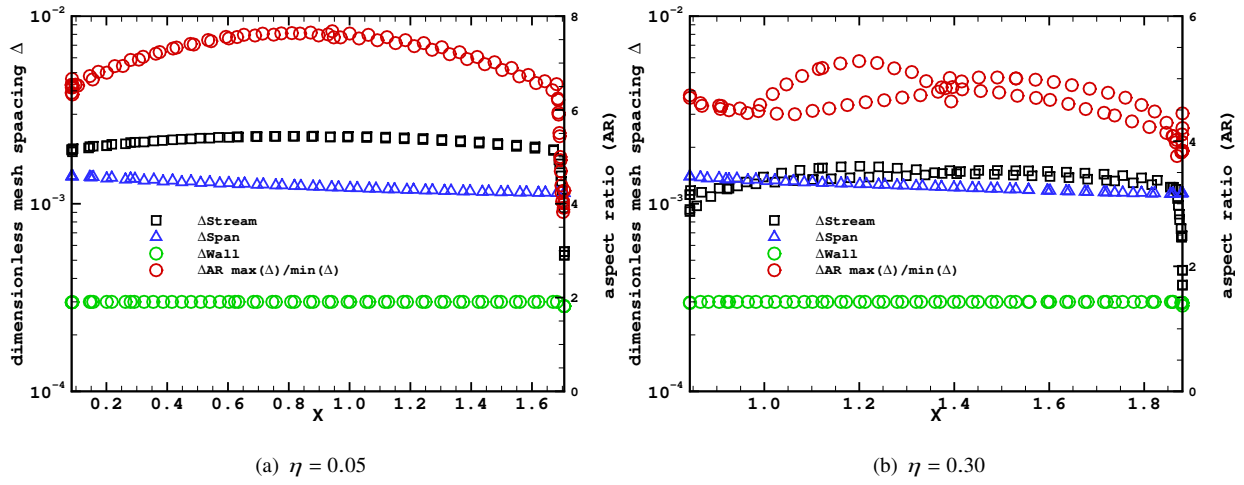 dimensionless mesh spaacing Δ
10⁻²
10⁻³
10⁻⁴
ΔStream
ΔSpan
ΔWall
ΔAR max(Δ)/min(Δ)
0.2 0.4 0.6 0.8 1.0 1.2 1.4 1.6
X
8
6
4
2
0
aspect ratio (AR)
(a) η = 0.05
dimensionless mesh spaacing Δ
10⁻²
10⁻³
10⁻⁴
ΔStream
ΔSpan
ΔWall
ΔAR max(Δ)/min(Δ)
1.0 1.2 1.4 1.6 1.8
X
6
4
2
0
aspect ratio (AR)
(b) η = 0.30